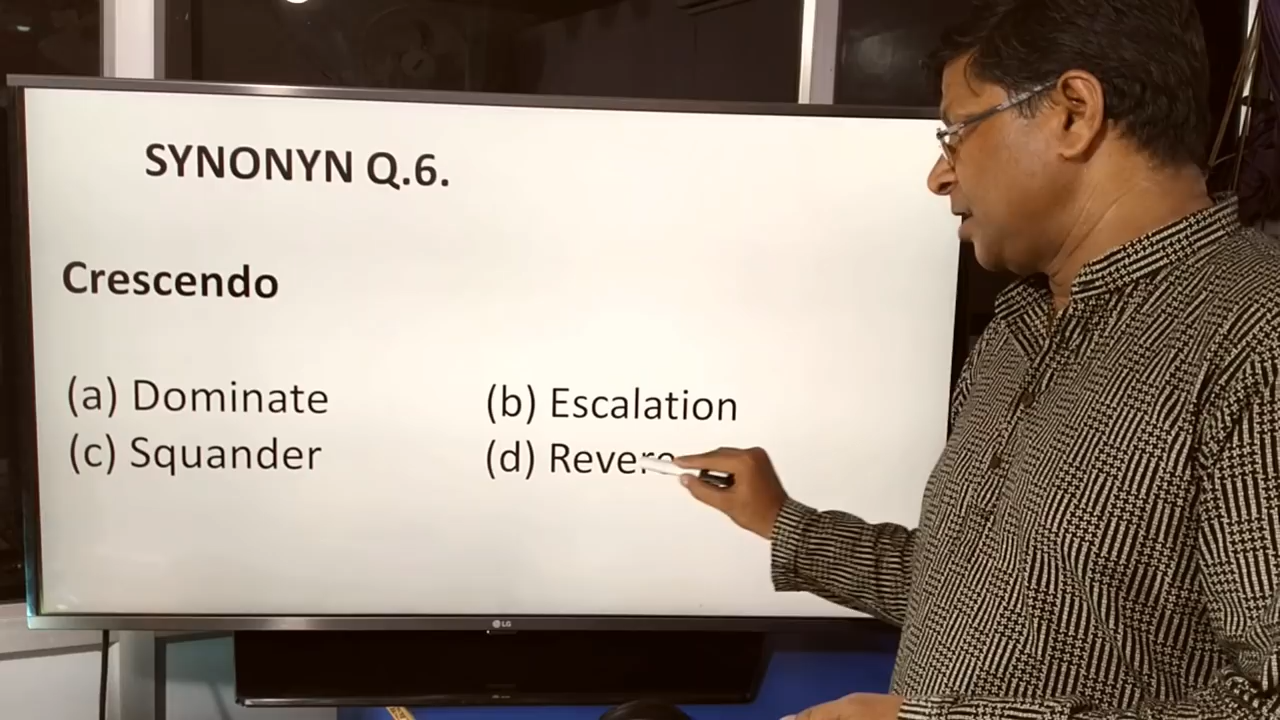 SYNONYN Q.6.
Crescendo
(a) Dominate (b) Escalation
(c) Squander (d)
LG